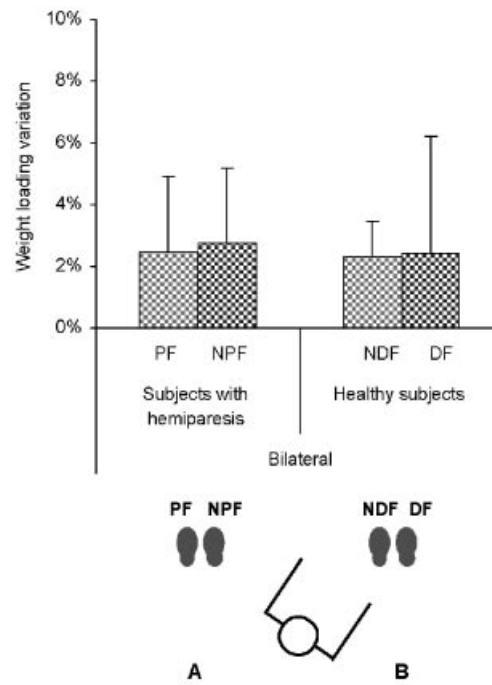 Weight loading variation
10%
8%
6%
4%
2%
0%
PF NPF NDF DF
Subjects with Healthy subjects
hemiparesis
Bilateral
PF NPF NDF DF
A B